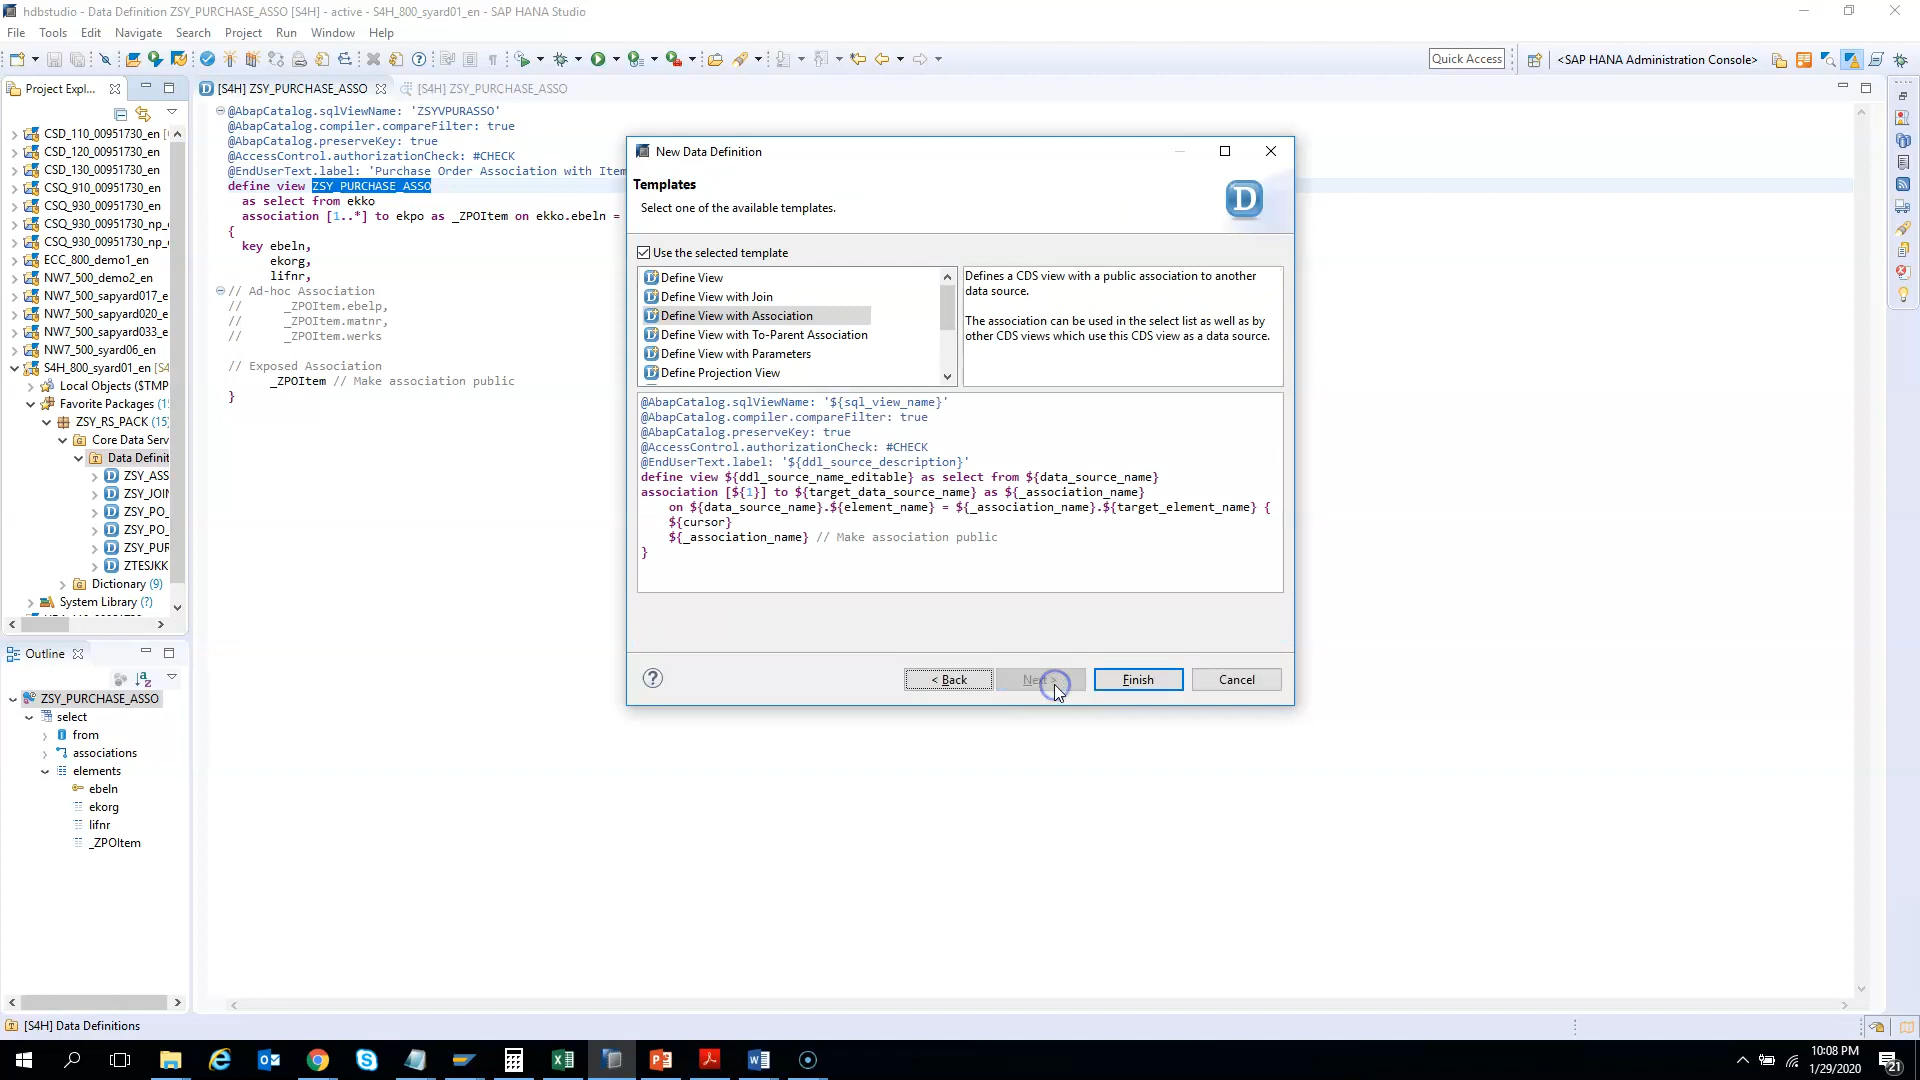 hdbstudio - Data Definition ZSY_PURCHASE_ASSO [S4H] - active - S4H_800_syard01_en - SAP HANA Studio
File Tools Edit Navigate Search Project Run Window Help
Quick Access
<SAP HANA Administration Console>
Project Expl...
CSD_110_00951730_en [
CSD_120_00951730_en
CSD_130_00951730_en
CSQ_910_00951730_en
CSQ_930_00951730_en
CSQ_930_00951730_np_
CSQ_930_00951730_np_e
ECC_800_demo1_en
NW7_500_demo2_en
NW7_500_sapyard017_e
NW7_500_sapyard020_e
NW7_500_sapyard033_e
NW7_500_syard06_en
S4H_800_syard01_en [S4
Local Objects ($TMP
Favorite Packages (1
ZSY_RS_PACK (15)
Core Data Serv
Data Definit
ZSY_ASS
ZSY_JOIN
ZSY_PO_
ZSY_PO_
ZSY_PUR
ZTESJKK
Dictionary (9)
System Library (?)
Outline
ZSY_PURCHASE_ASSO
select
from
associations
elements
ebeln
ekorg
lifnr
_ZPOItem
[S4H] ZSY_PURCHASE_ASSO
[S4H] ZSY_PURCHASE_ASSO
@AbapCatalog.sqlViewName: 'ZSYVPURASSO'
@AbapCatalog.compiler.compareFilter: true
@AbapCatalog.preserveKey: true
@AccessControl.authorizationCheck: #CHECK
@EndUserText.label: 'Purchase Order Association with Item
define view ZSY_PURCHASE_ASSO
as select from ekko
association [1..*] to ekpo as _ZPOItem on ekko.ebeln =
{
key ebeln,
ekorg,
lifnr,
// Ad-hoc Association
// _ZPOItem.ebelp,
// _ZPOItem.matnr,
// _ZPOItem.werks
// Exposed Association
_ZPOItem // Make association public
}
New Data Definition
Templates
Select one of the available templates.
D
Use the selected template
Define View
Define View with Join
Define View with Association
Define View with To-Parent Association
Define View with Parameters
Define Projection View
Defines a CDS view with a public association to another
data source.
The association can be used in the select list as well as by
other CDS views which use this CDS view as a data source.
@AbapCatalog.sqlViewName: '${sql_view_name}'
@AbapCatalog.compiler.compareFilter: true
@AbapCatalog.preserveKey: true
@AccessControl.authorizationCheck: #CHECK
@EndUserText.label: '${ddl_source_description}'
define view ${ddl_source_name_editable} as select from ${data_source_name}
association [${1}] to ${target_data_source_name} as ${_association_name}
on ${data_source_name}.${element_name} = ${_association_name}.${target_element_name} {
${cursor}
${_association_name} // Make association public
}
< Back
Next >
Finish
Cancel
[S4H] Data Definitions
10:08 PM
1/29/2020
21